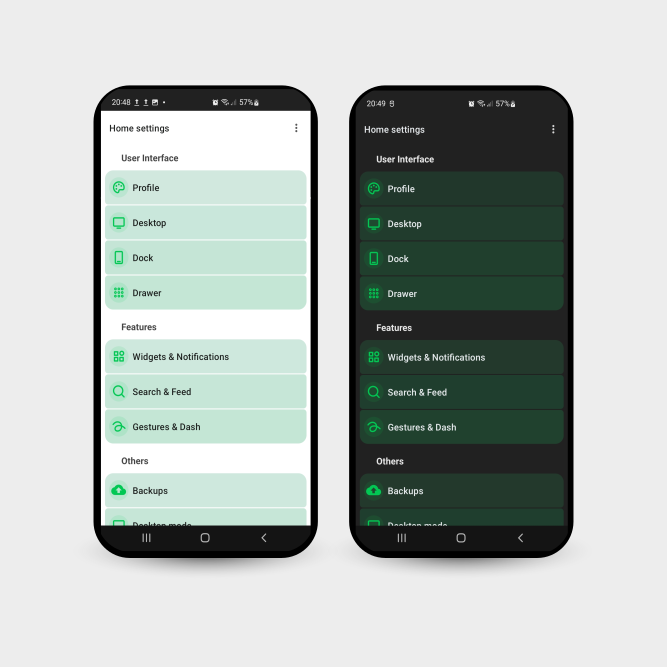 20:48
57%
Home settings
User Interface
Profile
Desktop
Dock
Drawer
Features
Widgets & Notifications
Search & Feed
Gestures & Dash
Others
Backups
Desktop mode
20:49
57%
Home settings
User Interface
Profile
Desktop
Dock
Drawer
Features
Widgets & Notifications
Search & Feed
Gestures & Dash
Others
Backups
Desktop mode